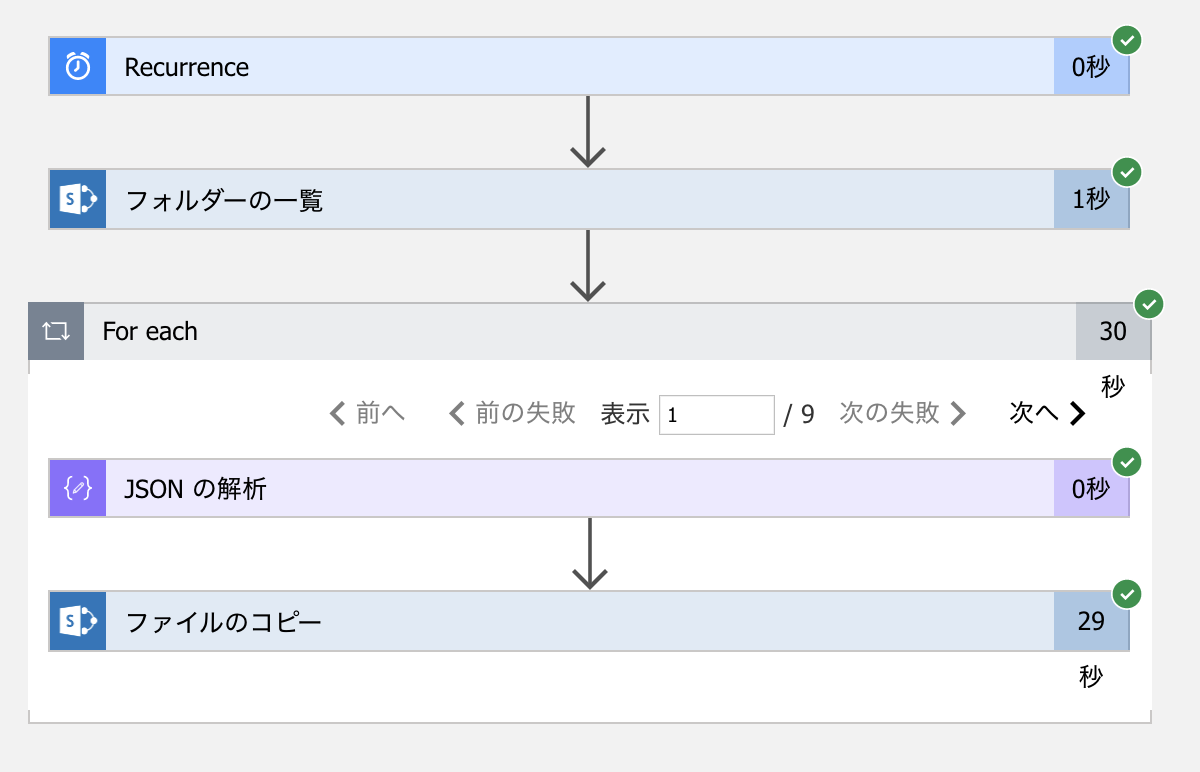 Recurrence 0秒
フォルダーの一覧 1秒
For each 30
秒
前へ 前の失敗 表示 1 / 9 次の失敗 次へ
JSON の解析 0秒
ファイルのコピー 29
秒